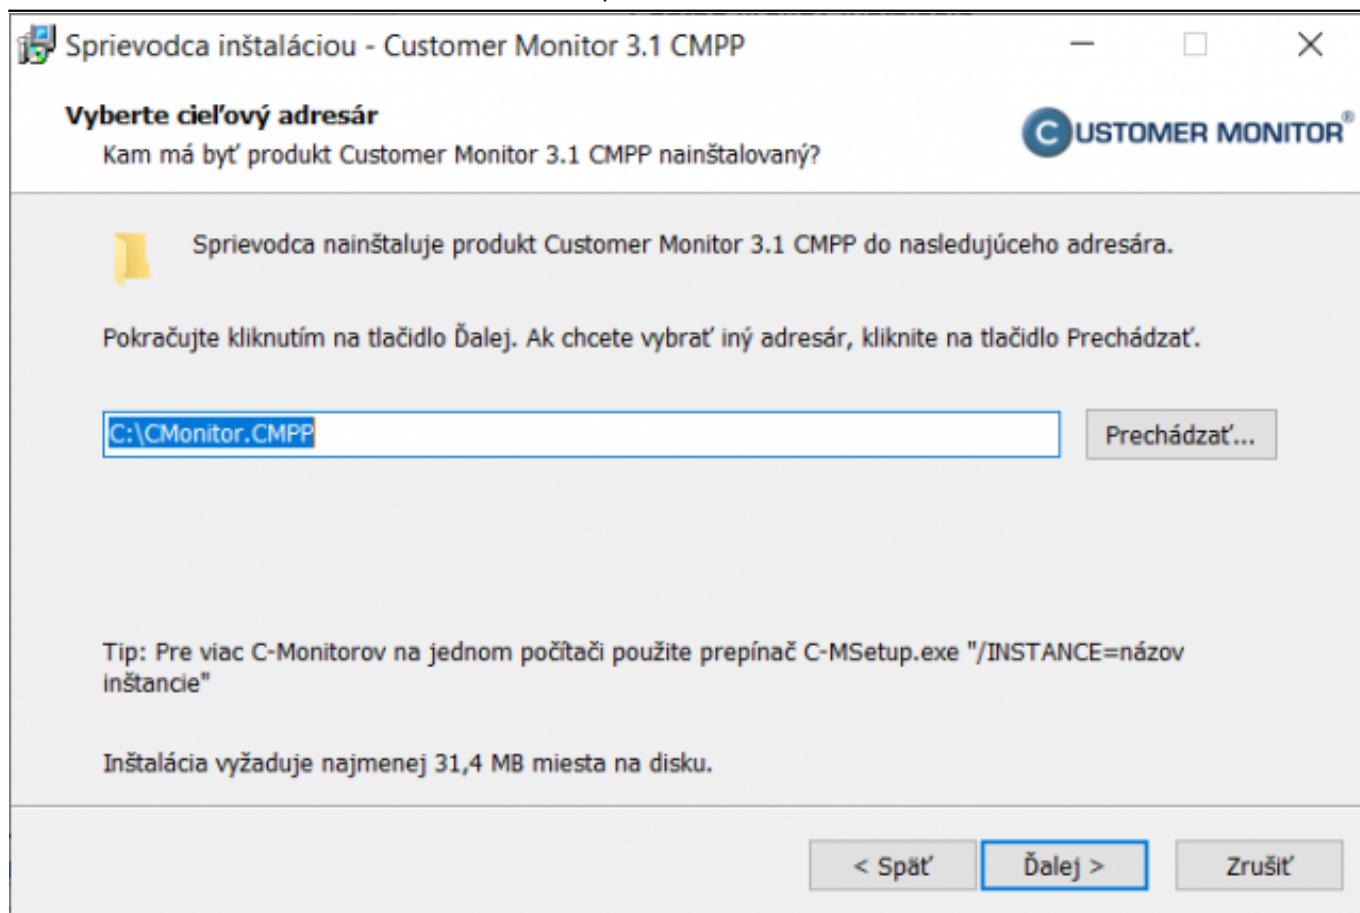 Sprievodca inštaláciou - Customer Monitor 3.1 CMPP
Vyberte cieľový adresár
Kam má byť produkt Customer Monitor 3.1 CMPP nainštalovaný?
CUSTOMER MONITOR®
Sprievodca nainštaluje produkt Customer Monitor 3.1 CMPP do nasledujúceho adresára.
Pokračujte kliknutím na tlačidlo Ďalej. Ak chcete vybrať iný adresár, kliknite na tlačidlo Prechádzať.
C:\CMonitor.CMPP
Prechádzať...
Tip: Pre viac C-Monitorov na jednom počítači použite prepínač C-MSetup.exe "/INSTANCE=názov
inštancie"
Inštalácia vyžaduje najmenej 31,4 MB miesta na disku.
< Späť
Ďalej >
Zrušiť